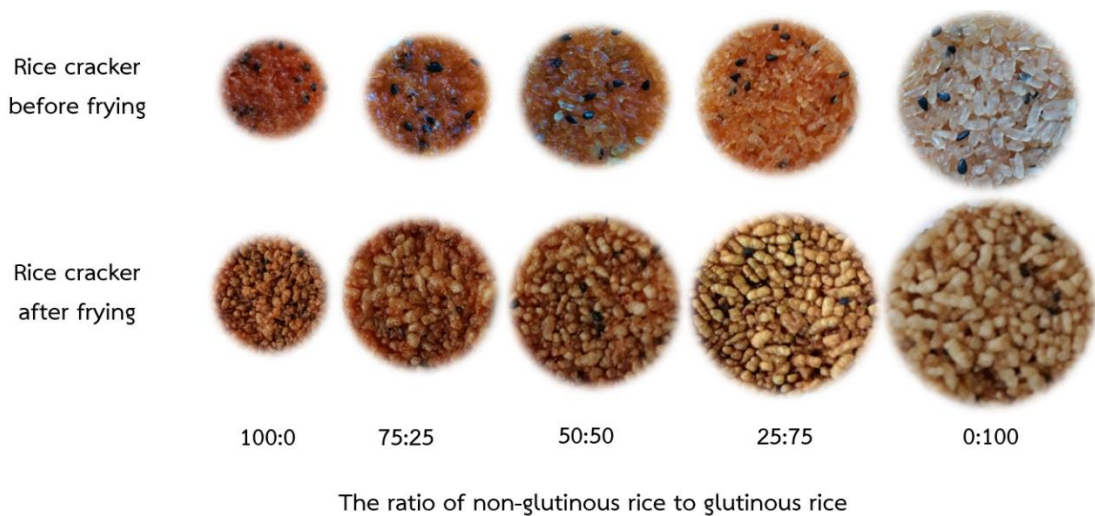 Rice cracker
before frying
Rice cracker
after frying
100:0
75:25
50:50
25:75
0:100
The ratio of non-glutinous rice to glutinous rice